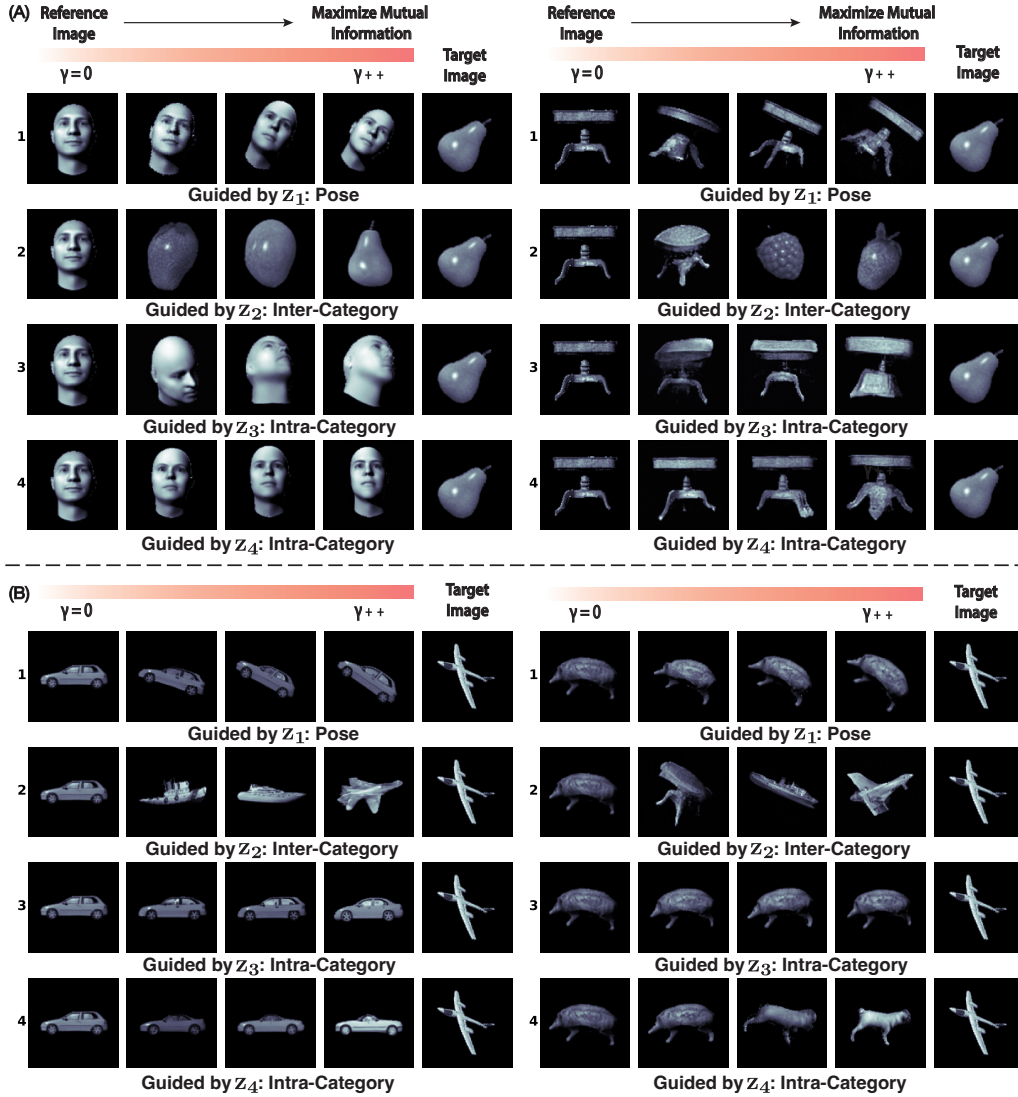 (A)
Reference Image
Maximize Mutual Information
γ = 0
γ + +
Target Image
1
Guided by z1: Pose
2
Guided by z2: Inter-Category
3
Guided by z3: Intra-Category
4
Guided by z4: Intra-Category
Reference Image
Maximize Mutual Information
γ = 0
γ + +
Target Image
1
Guided by z1: Pose
2
Guided by z2: Inter-Category
3
Guided by z3: Intra-Category
4
Guided by z4: Intra-Category
(B)
γ = 0
γ + +
Target Image
1
Guided by z1: Pose
2
Guided by z2: Inter-Category
3
Guided by z3: Intra-Category
4
Guided by z4: Intra-Category
γ = 0
γ + +
Target Image
1
Guided by z1: Pose
2
Guided by z2: Inter-Category
3
Guided by z3: Intra-Category
4
Guided by z4: Intra-Category